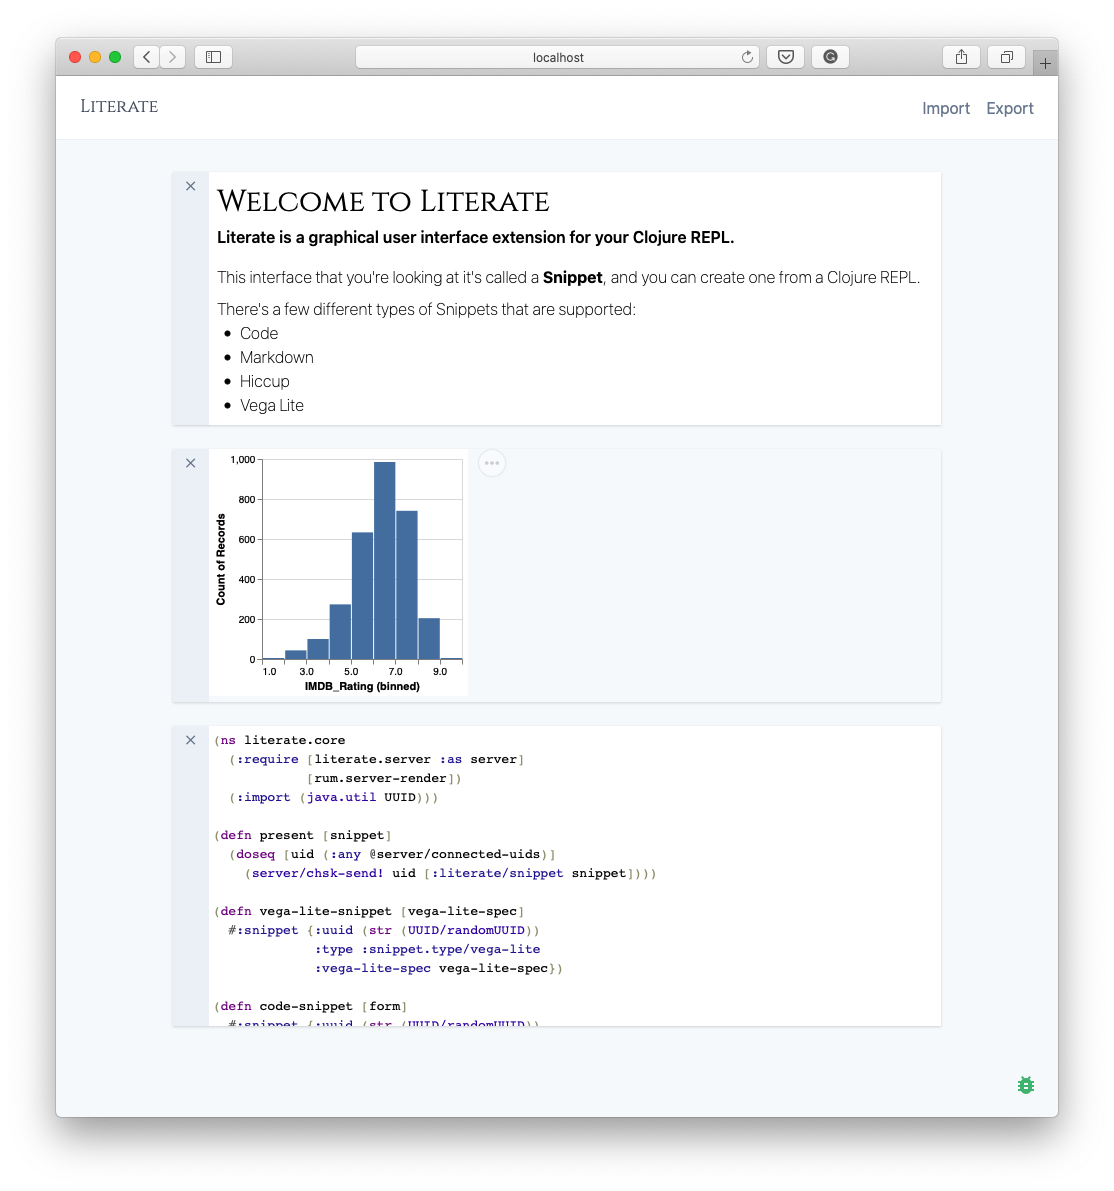 localhost
Literate
Import Export
Welcome to Literate
Literate is a graphical user interface extension for your Clojure REPL.
This interface that you're looking at it's called a Snippet, and you can create one from a Clojure REPL.
There's a few different types of Snippets that are supported:
Code
Markdown
Hiccup
Vega Lite
1,000
800
600
400
200
0
Count of Records
1.0 3.0 5.0 7.0 9.0
IMDB_Rating (binned)
(ns literate.core
  (:require [literate.server :as server]
            [rum.server-render])
  (:import (java.util UUID)))
(defn present [snippet]
  (doseq [uid (:any @server/connected-uids)]
    (server/chsk-send! uid [:literate/snippet snippet])))
(defn vega-lite-snippet [vega-lite-spec]
  #:snippet {:uuid (str (UUID/randomUUID))
             :type :snippet.type/vega-lite
             :vega-lite-spec vega-lite-spec})
(defn code-snippet [form]
  #:snippet {:uuid (str (UUID/randomUUID))